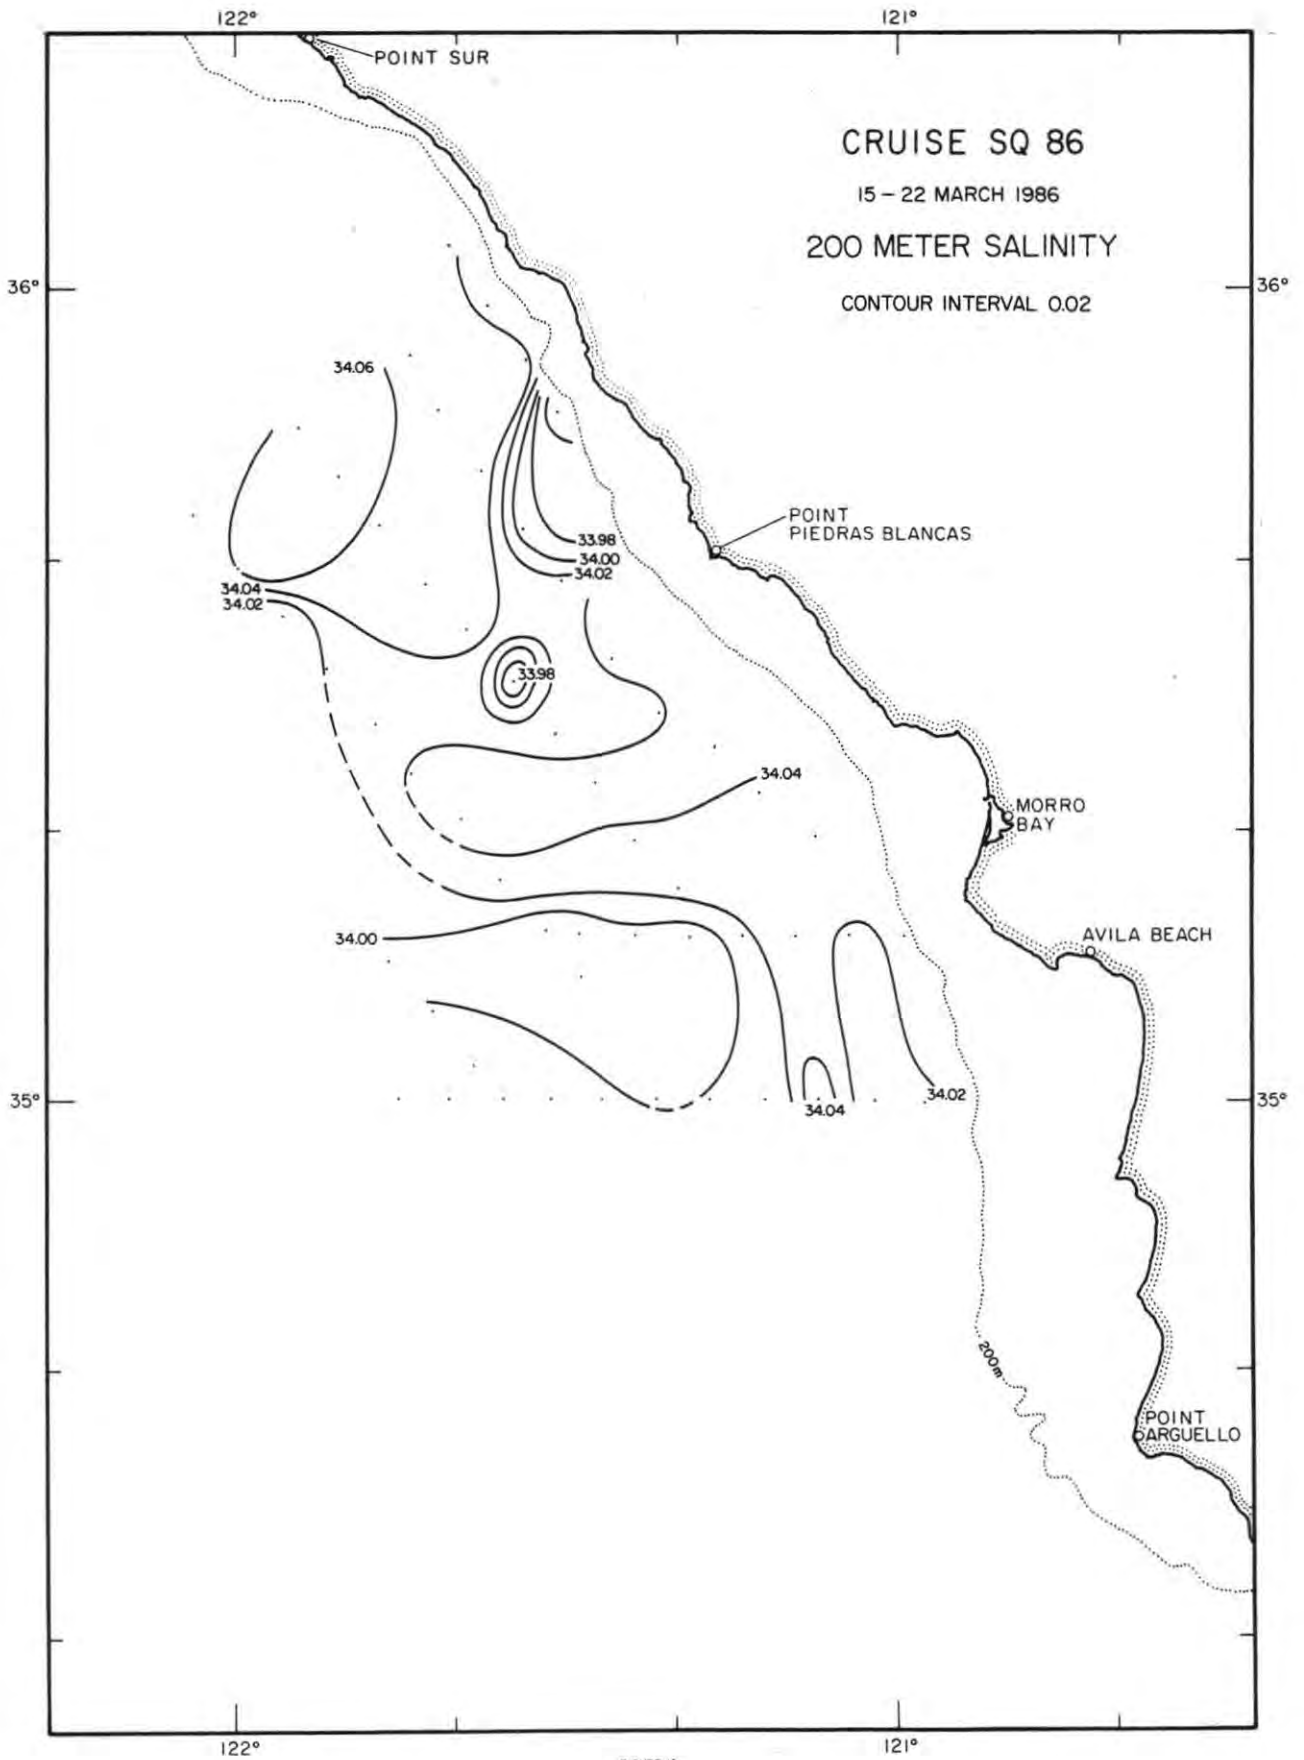 122°
121°
POINT SUR
CRUISE SQ 86
15 – 22 MARCH 1986
200 METER SALINITY
CONTOUR INTERVAL 0.02
36°
36°
34.06
POINT
PIEDRAS BLANCAS
33.98
34.00
34.02
34.04
34.02
33.98
34.04
MORRO
BAY
34.00
AVILA BEACH
35°
35°
34.04
34.02
200m
POINT
ARGUELLO
122°
121°